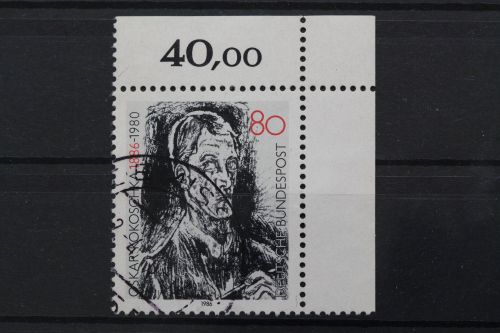 40,00
80
OSKAR KOKOSCHKA 1886-1980
DEUTSCHE BUNDESPOST
1986